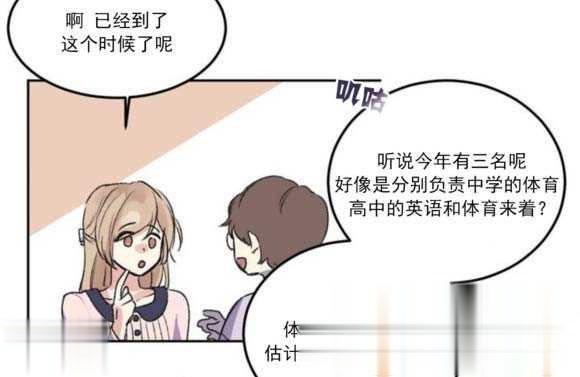 啊 已经到了
这个时候了呢
叽咕
听说今年有三名呢
好像是分别负责中学的体育
高中的英语和体育来着？
体
估计